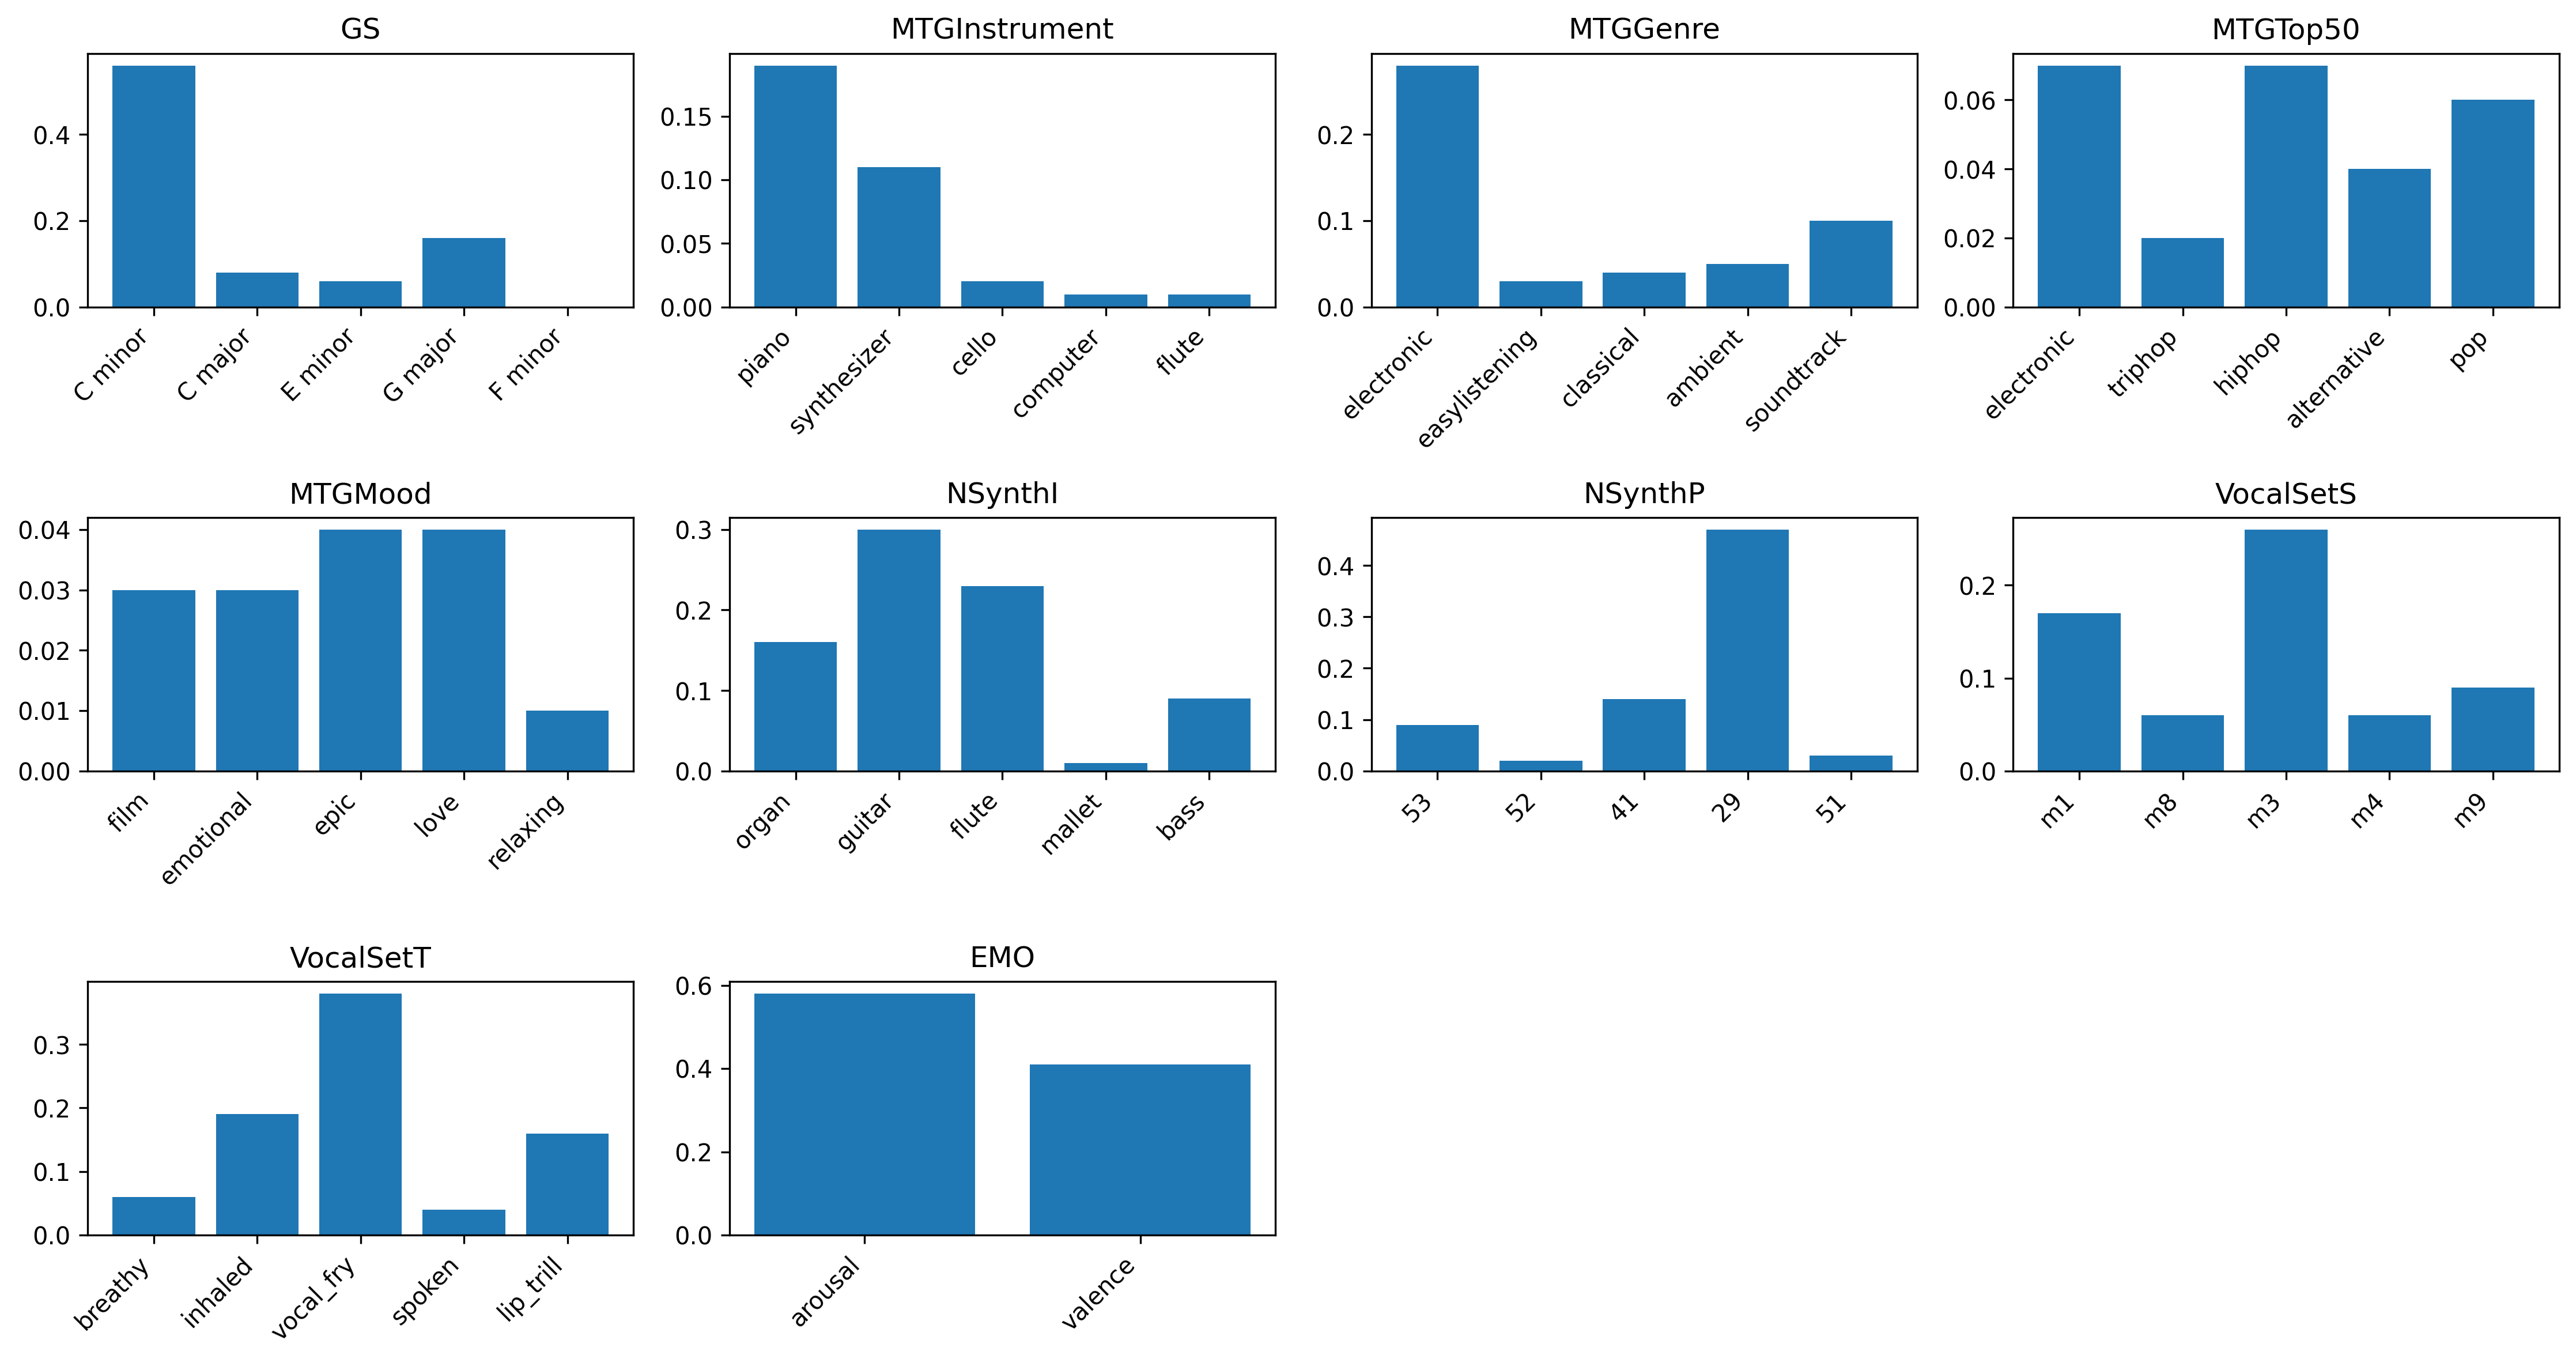 GS
0.4
0.2
0.0
C minor
C major
E minor
G major
F minor
MTGInstrument
0.15
0.10
0.05
0.00
piano
synthesizer
cello
computer
flute
MTGGenre
0.2
0.1
0.0
electronic
easylistening
classical
ambient
soundtrack
MTGTop50
0.06
0.04
0.02
0.00
electronic
triphop
hiphop
alternative
pop
MTGMood
0.04
0.03
0.02
0.01
0.00
film
emotional
epic
love
relaxing
NSynthI
0.3
0.2
0.1
0.0
organ
guitar
flute
mallet
bass
NSynthP
0.4
0.3
0.2
0.1
0.0
53
52
41
29
51
VocalSetS
0.2
0.1
0.0
m1
m8
m3
m4
m9
VocalSetT
0.3
0.2
0.1
0.0
breathy
inhaled
vocal_fry
spoken
lip_trill
EMO
0.6
0.4
0.2
0.0
arousal
valence